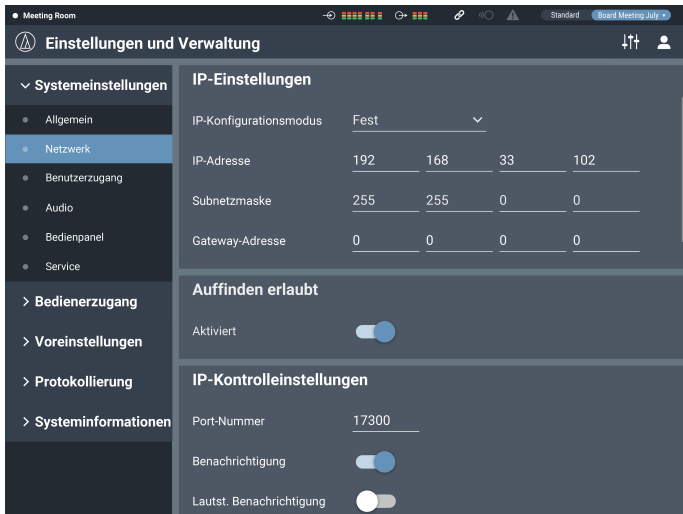 Meeting Room
Standard
Board Meeting July
Einstellungen und Verwaltung
Systemeinstellungen
Allgemein
Netzwerk
Benutzerzugang
Audio
Bedienpanel
Service
Bedienerzugang
Voreinstellungen
Protokollierung
Systeminformationen
IP-Einstellungen
IP-Konfigurationsmodus Fest
IP-Adresse 192 168 33 102
Subnetzmaske 255 255 0 0
Gateway-Adresse 0 0 0 0
Auffinden erlaubt
Aktiviert
IP-Kontrolleinstellungen
Port-Nummer 17300
Benachrichtigung
Lautst. Benachrichtigung